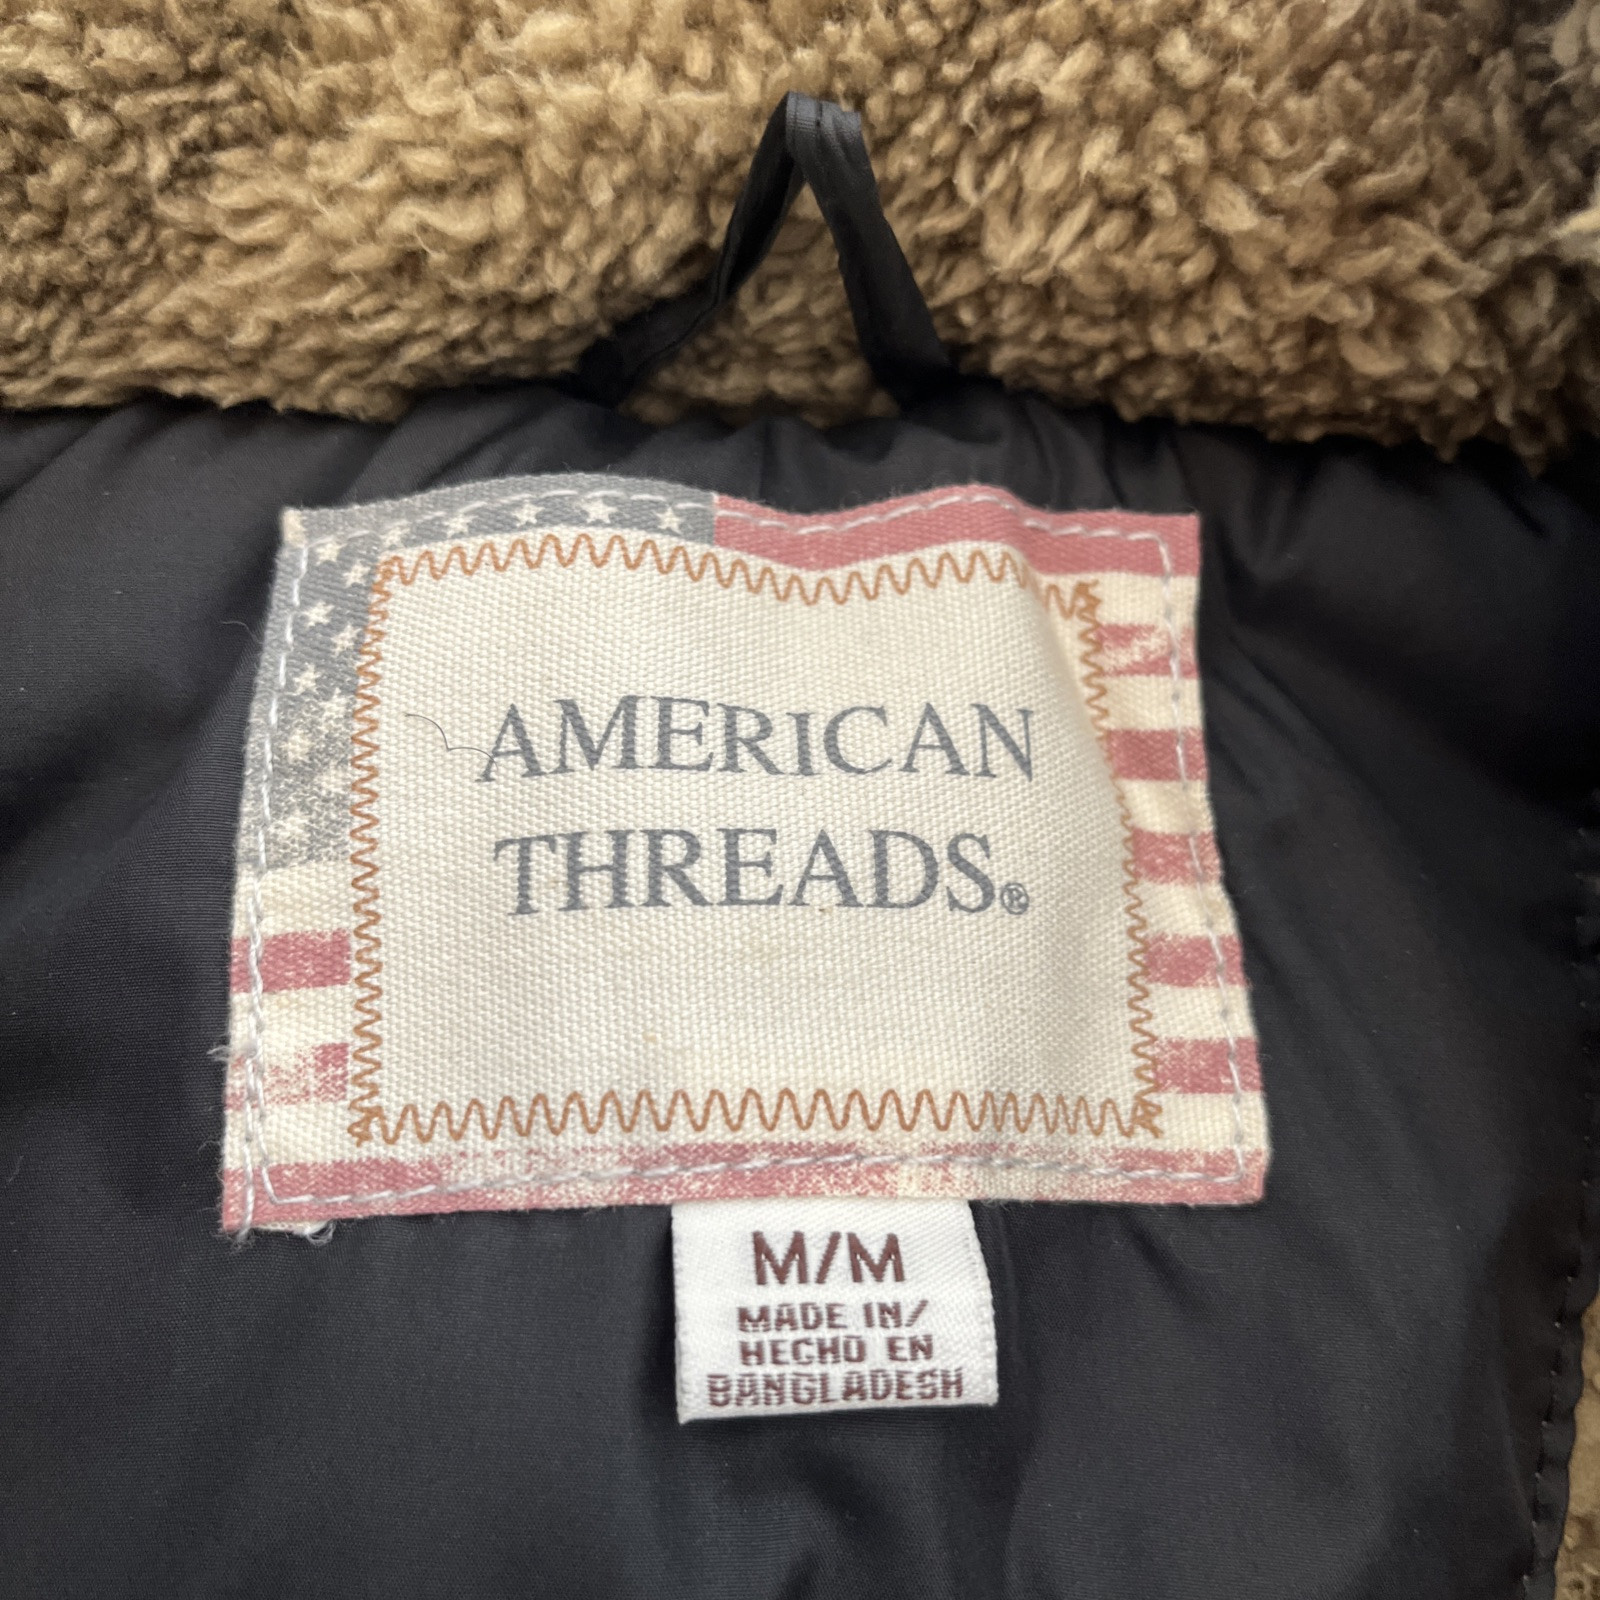 AMERICAN
THREADS®
M/M
MADE IN/
HECHO EN
BANGLADESH